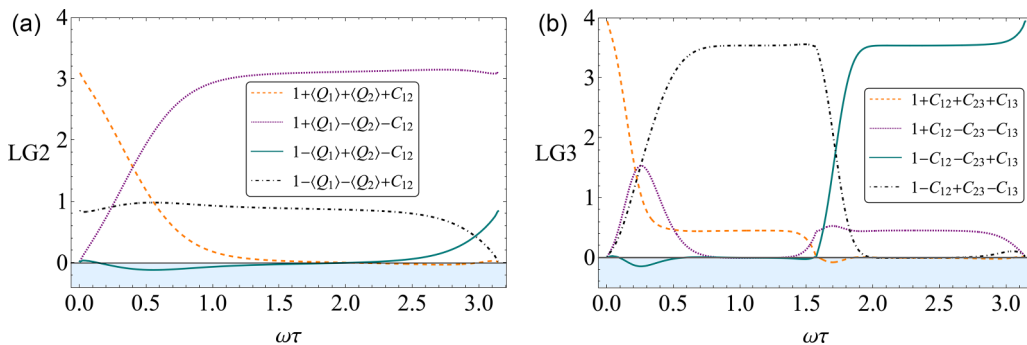 (a)
4
3
2
1
0
LG2
1+⟨Q₁⟩+⟨Q₂⟩+C₁₂
1+⟨Q₁⟩−⟨Q₂⟩−C₁₂
1−⟨Q₁⟩+⟨Q₂⟩−C₁₂
1−⟨Q₁⟩−⟨Q₂⟩+C₁₂
0.0 0.5 1.0 1.5 2.0 2.5 3.0
ωτ
(b)
4
3
2
1
0
LG3
1+C₁₂+C₂₃+C₁₃
1+C₁₂−C₂₃−C₁₃
1−C₁₂−C₂₃+C₁₃
1−C₁₂+C₂₃−C₁₃
0.0 0.5 1.0 1.5 2.0 2.5 3.0
ωτ